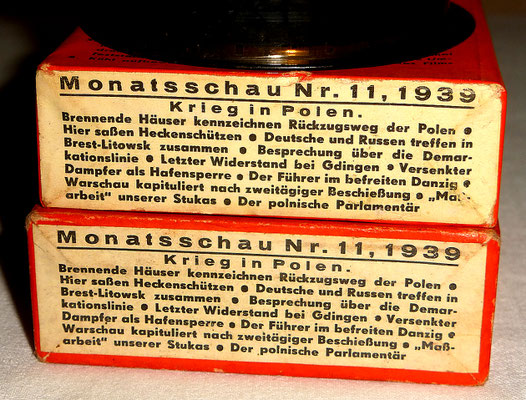 Monatsschau Nr. 11, 1939
Krieg in Polen.
Brennende Häuser kennzeichnen Rückzugsweg der Polen ●
Hier saßen Heckenschützen ● Deutsche und Russen treffen in
Brest-Litowsk zusammen ● Besprechung über die Demar-
kationslinie ● Letzter Widerstand bei Gdingen ● Versenkter
Dampfer als Hafensperre ● Der Führer im befreiten Danzig ●
Warschau kapituliert nach zweitägiger Beschießung ● „Maß-
arbeit“ unserer Stukas ● Der polnische Parlamentär
Monatsschau Nr. 11, 1939
Krieg in Polen.
Brennende Häuser kennzeichnen Rückzugsweg der Polen ●
Hier saßen Heckenschützen ● Deutsche und Russen treffen in
Brest-Litowsk zusammen ● Besprechung über die Demar-
kationslinie ● Letzter Widerstand bei Gdingen ● Versenkter
Dampfer als Hafensperre ● Der Führer im befreiten Danzig ●
Warschau kapituliert nach zweitägiger Beschießung ● „Maß-
arbeit“ unserer Stukas ● Der polnische Parlamentär